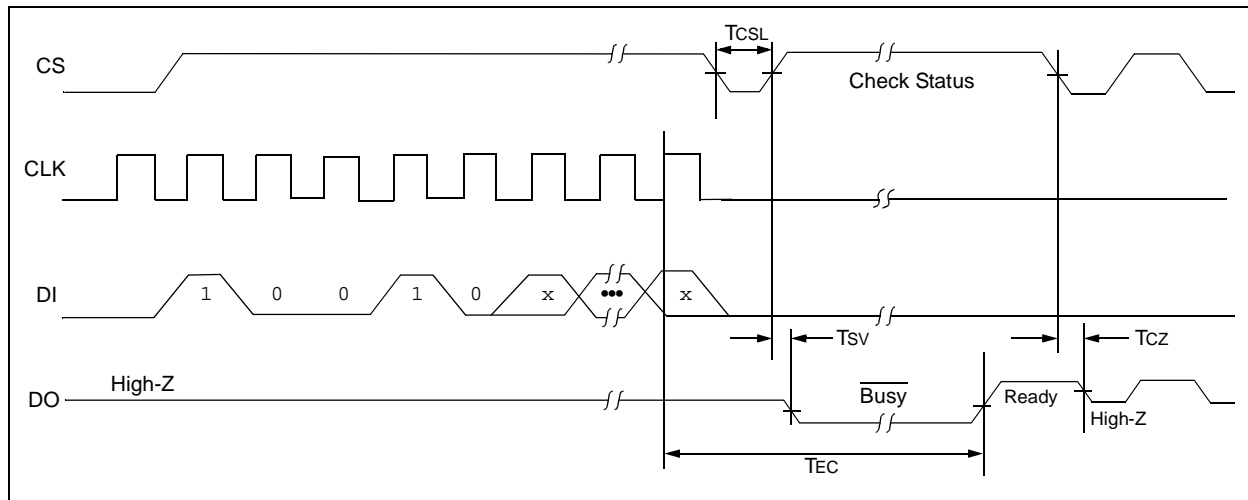 TCSL
CS
Check Status
CLK
DI
1 0 0 1 0 x ••• x
TSV
TCZ
High-Z
DO
Busy
Ready
High-Z
TEC